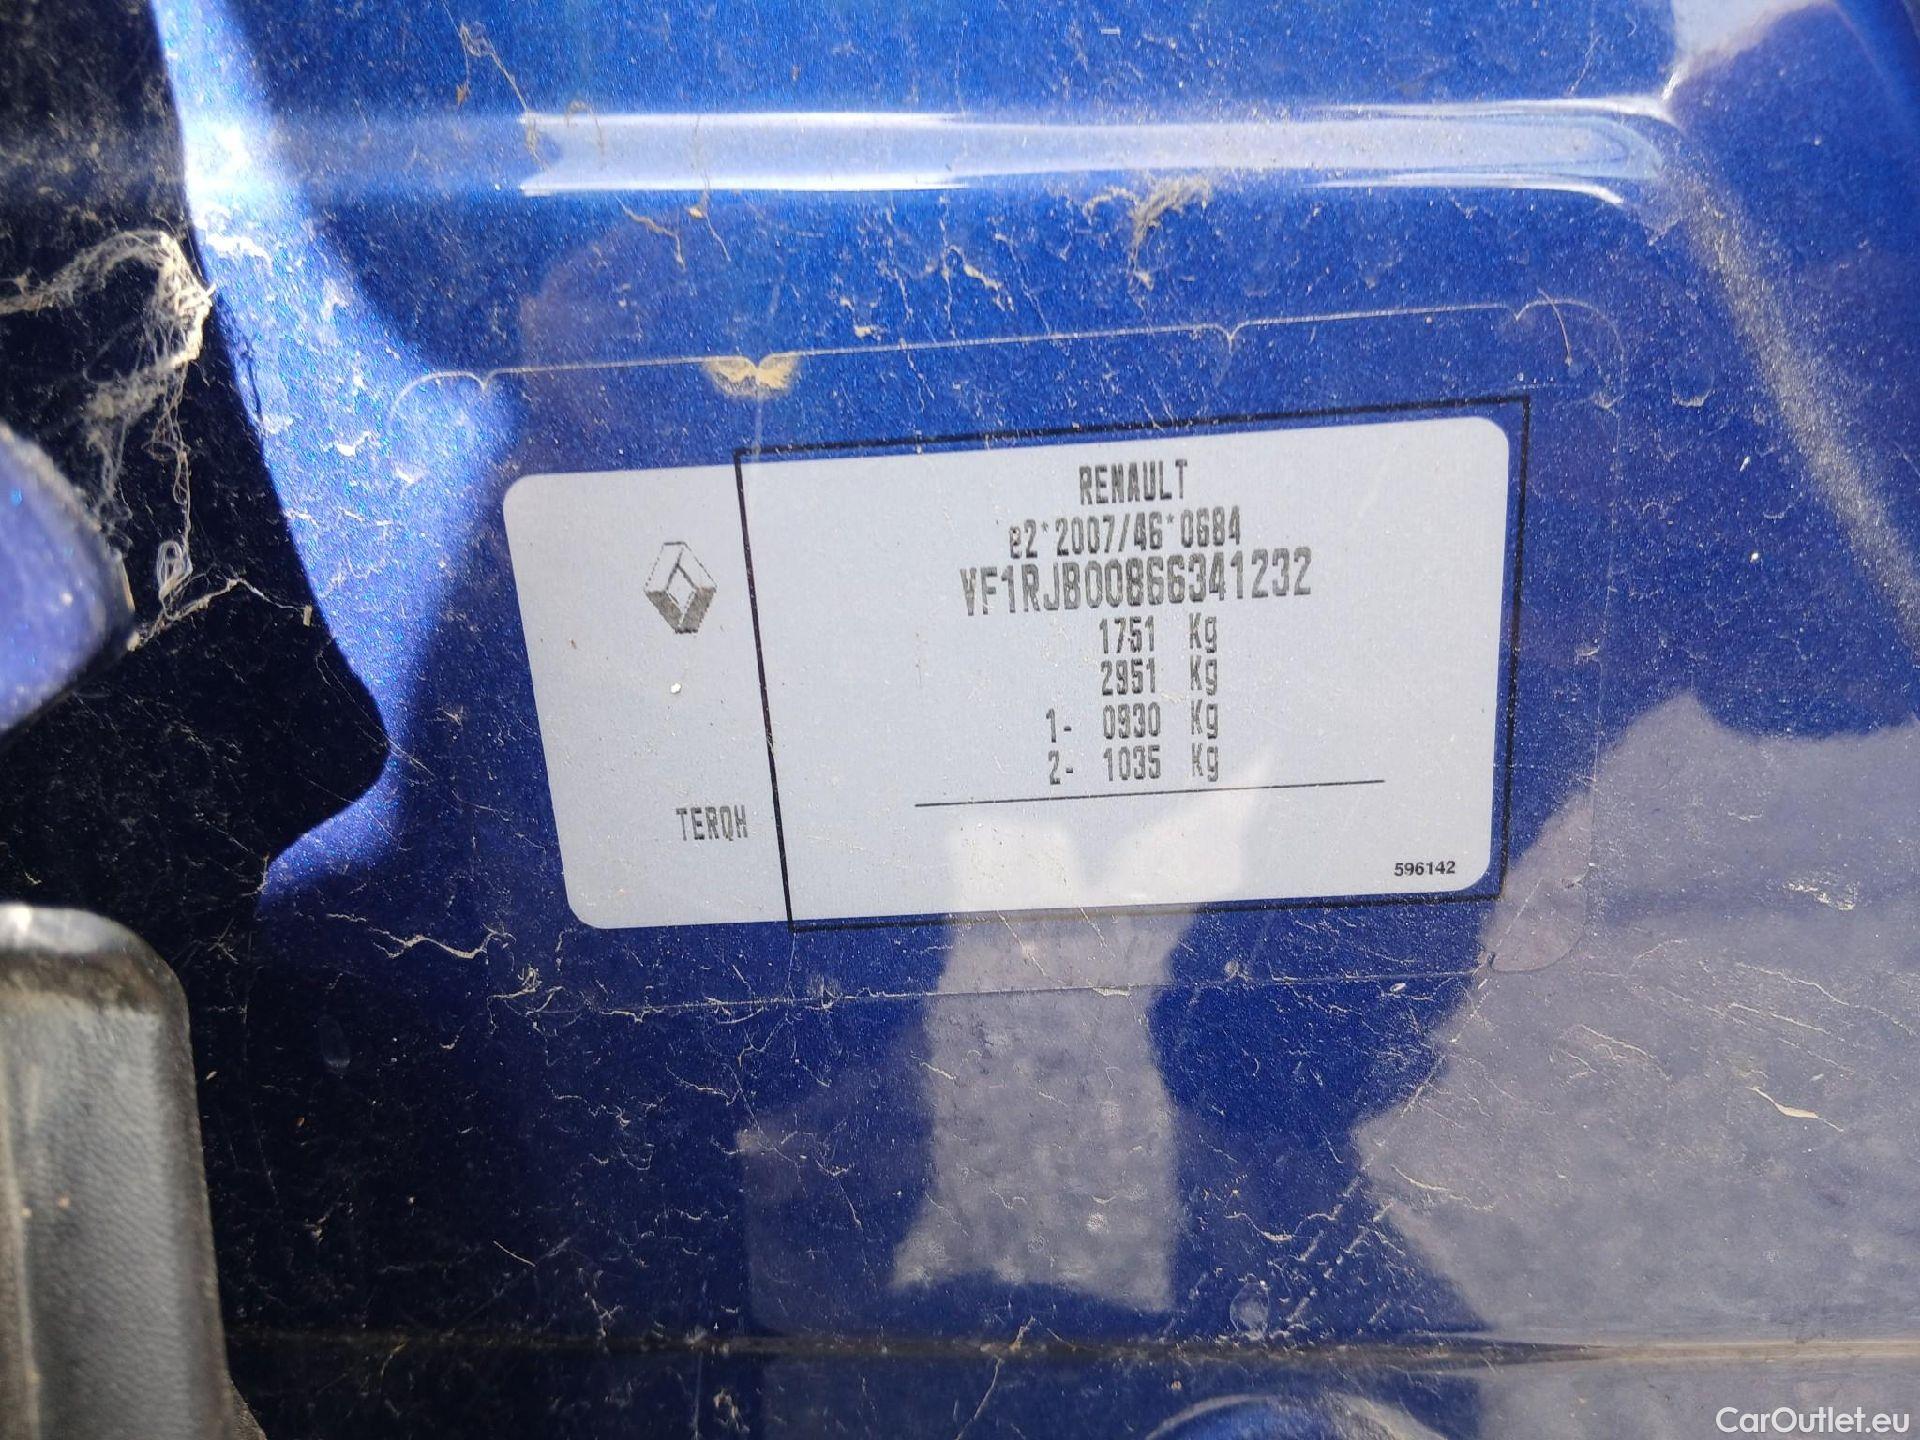 RENAULT
e2*2007/46*0684
VF1RJB00866341232
1751 Kg
2951 Kg
1- 0930 Kg
2- 1035 Kg
TERQH
596142
CarOutlet.eu